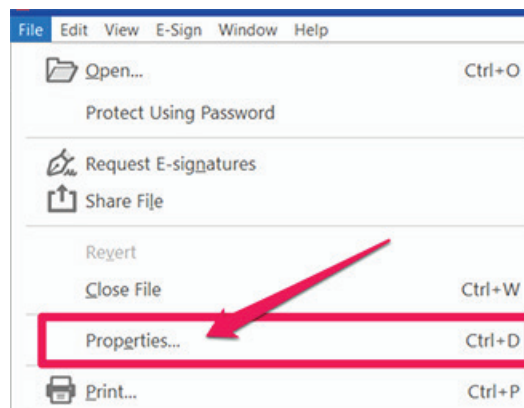 File Edit View E-Sign Window Help
Open... Ctrl+O
Protect Using Password
Request E-signatures
Share File
Revert
Close File Ctrl+W
Properties... Ctrl+D
Print... Ctrl+P